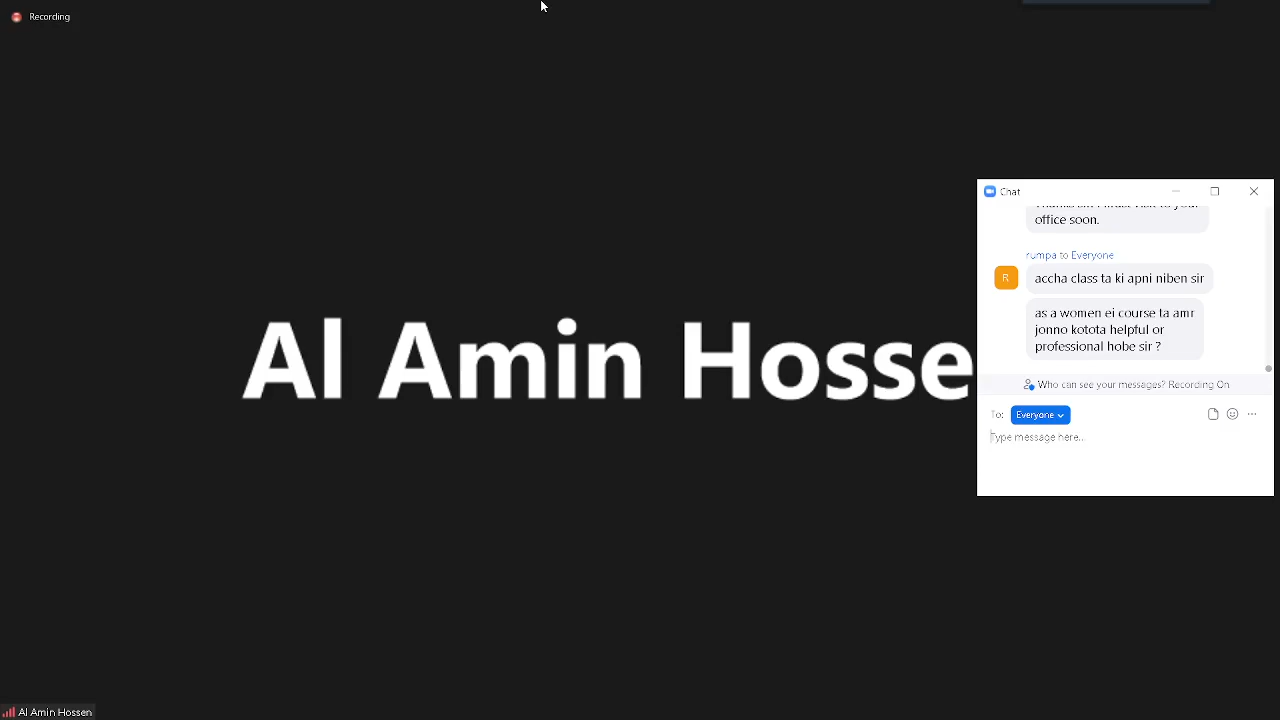 Recording
Al Amin Hosse
Chat
office soon.
rumpa to Everyone
R
accha class ta ki apni niben sir
as a women ei course ta amr
jonno kotota helpful or
professional hobe sir ?
Who can see your messages? Recording On
To: Everyone
Type message here...
Al Amin Hossen